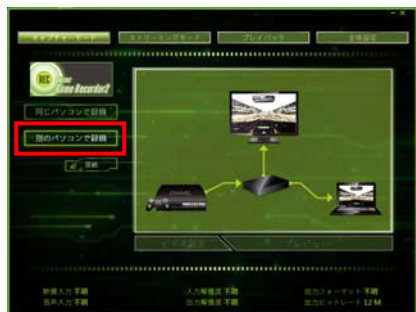 キャプチャーモード ストリーミングモード プレイバック 全体設定
REC
Game Recorder2
同じパソコンで録画
別のパソコンで録画
接続
ビデオ設定 プレビュー
映像入力 不明 入力解像度 不明 出力フォーマット 不明
音声入力 不明 出力解像度 不明 出力ビットレート 12 M